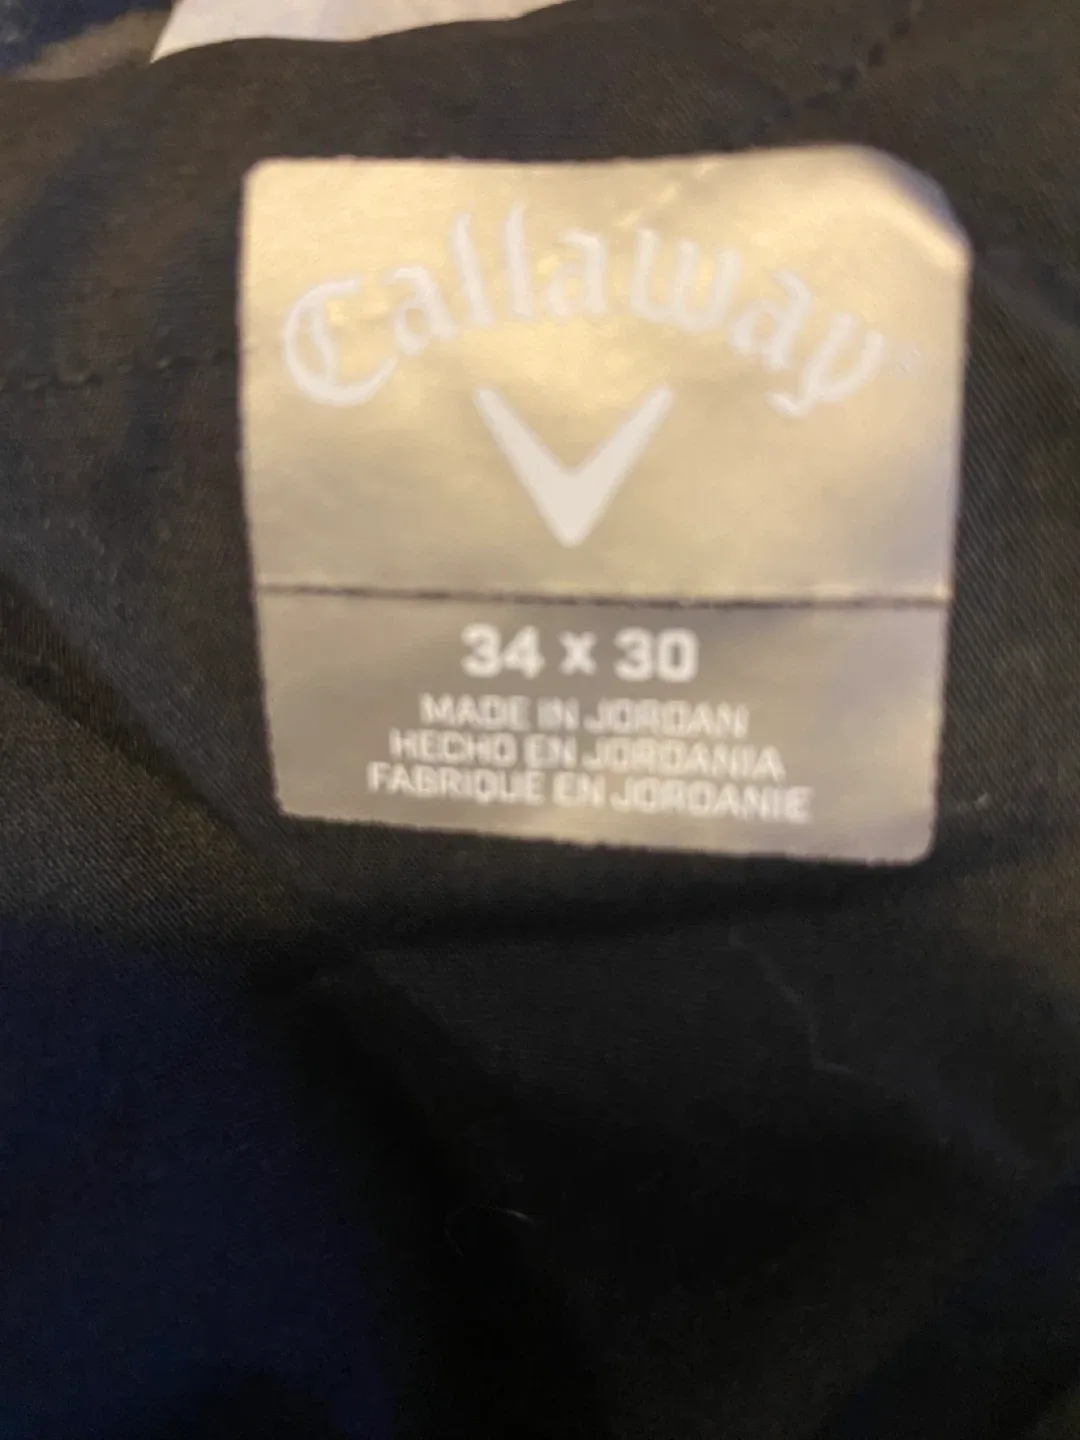 Callaway
34 x 30
MADE IN JORDAN
HECHO EN JORDANIA
FABRIQUE EN JORDANIE